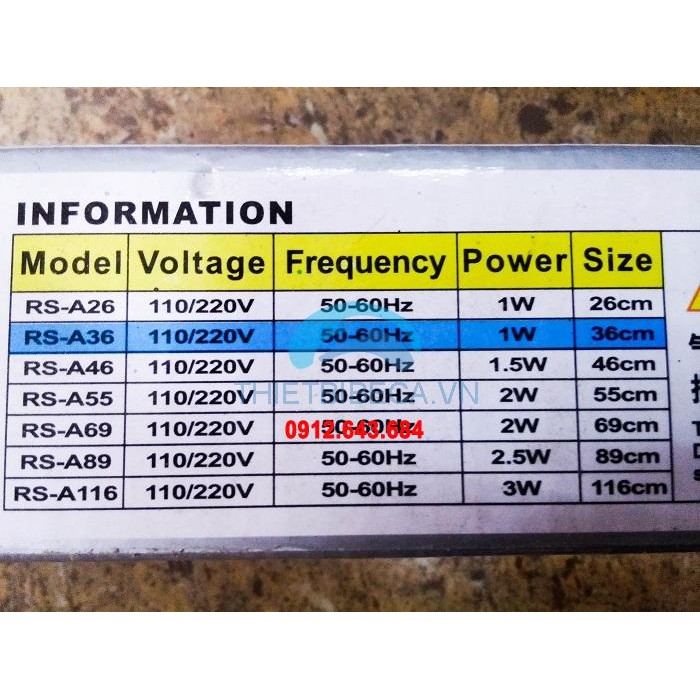 INFORMATION
Model Voltage Frequency Power Size
RS-A26 110/220V 50-60Hz 1W 26cm
RS-A36 110/220V 50-60Hz 1W 36cm
RS-A46 110/220V 50-60Hz 1.5W 46cm
THIETBIBECA.VN
RS-A55 110/220V 50-60Hz 2W 55cm
RS-A69 110/220V 50-60Hz 2W 69cm
0912.643.684
RS-A89 110/220V 50-60Hz 2.5W 89cm
RS-A116 110/220V 50-60Hz 3W 116cm